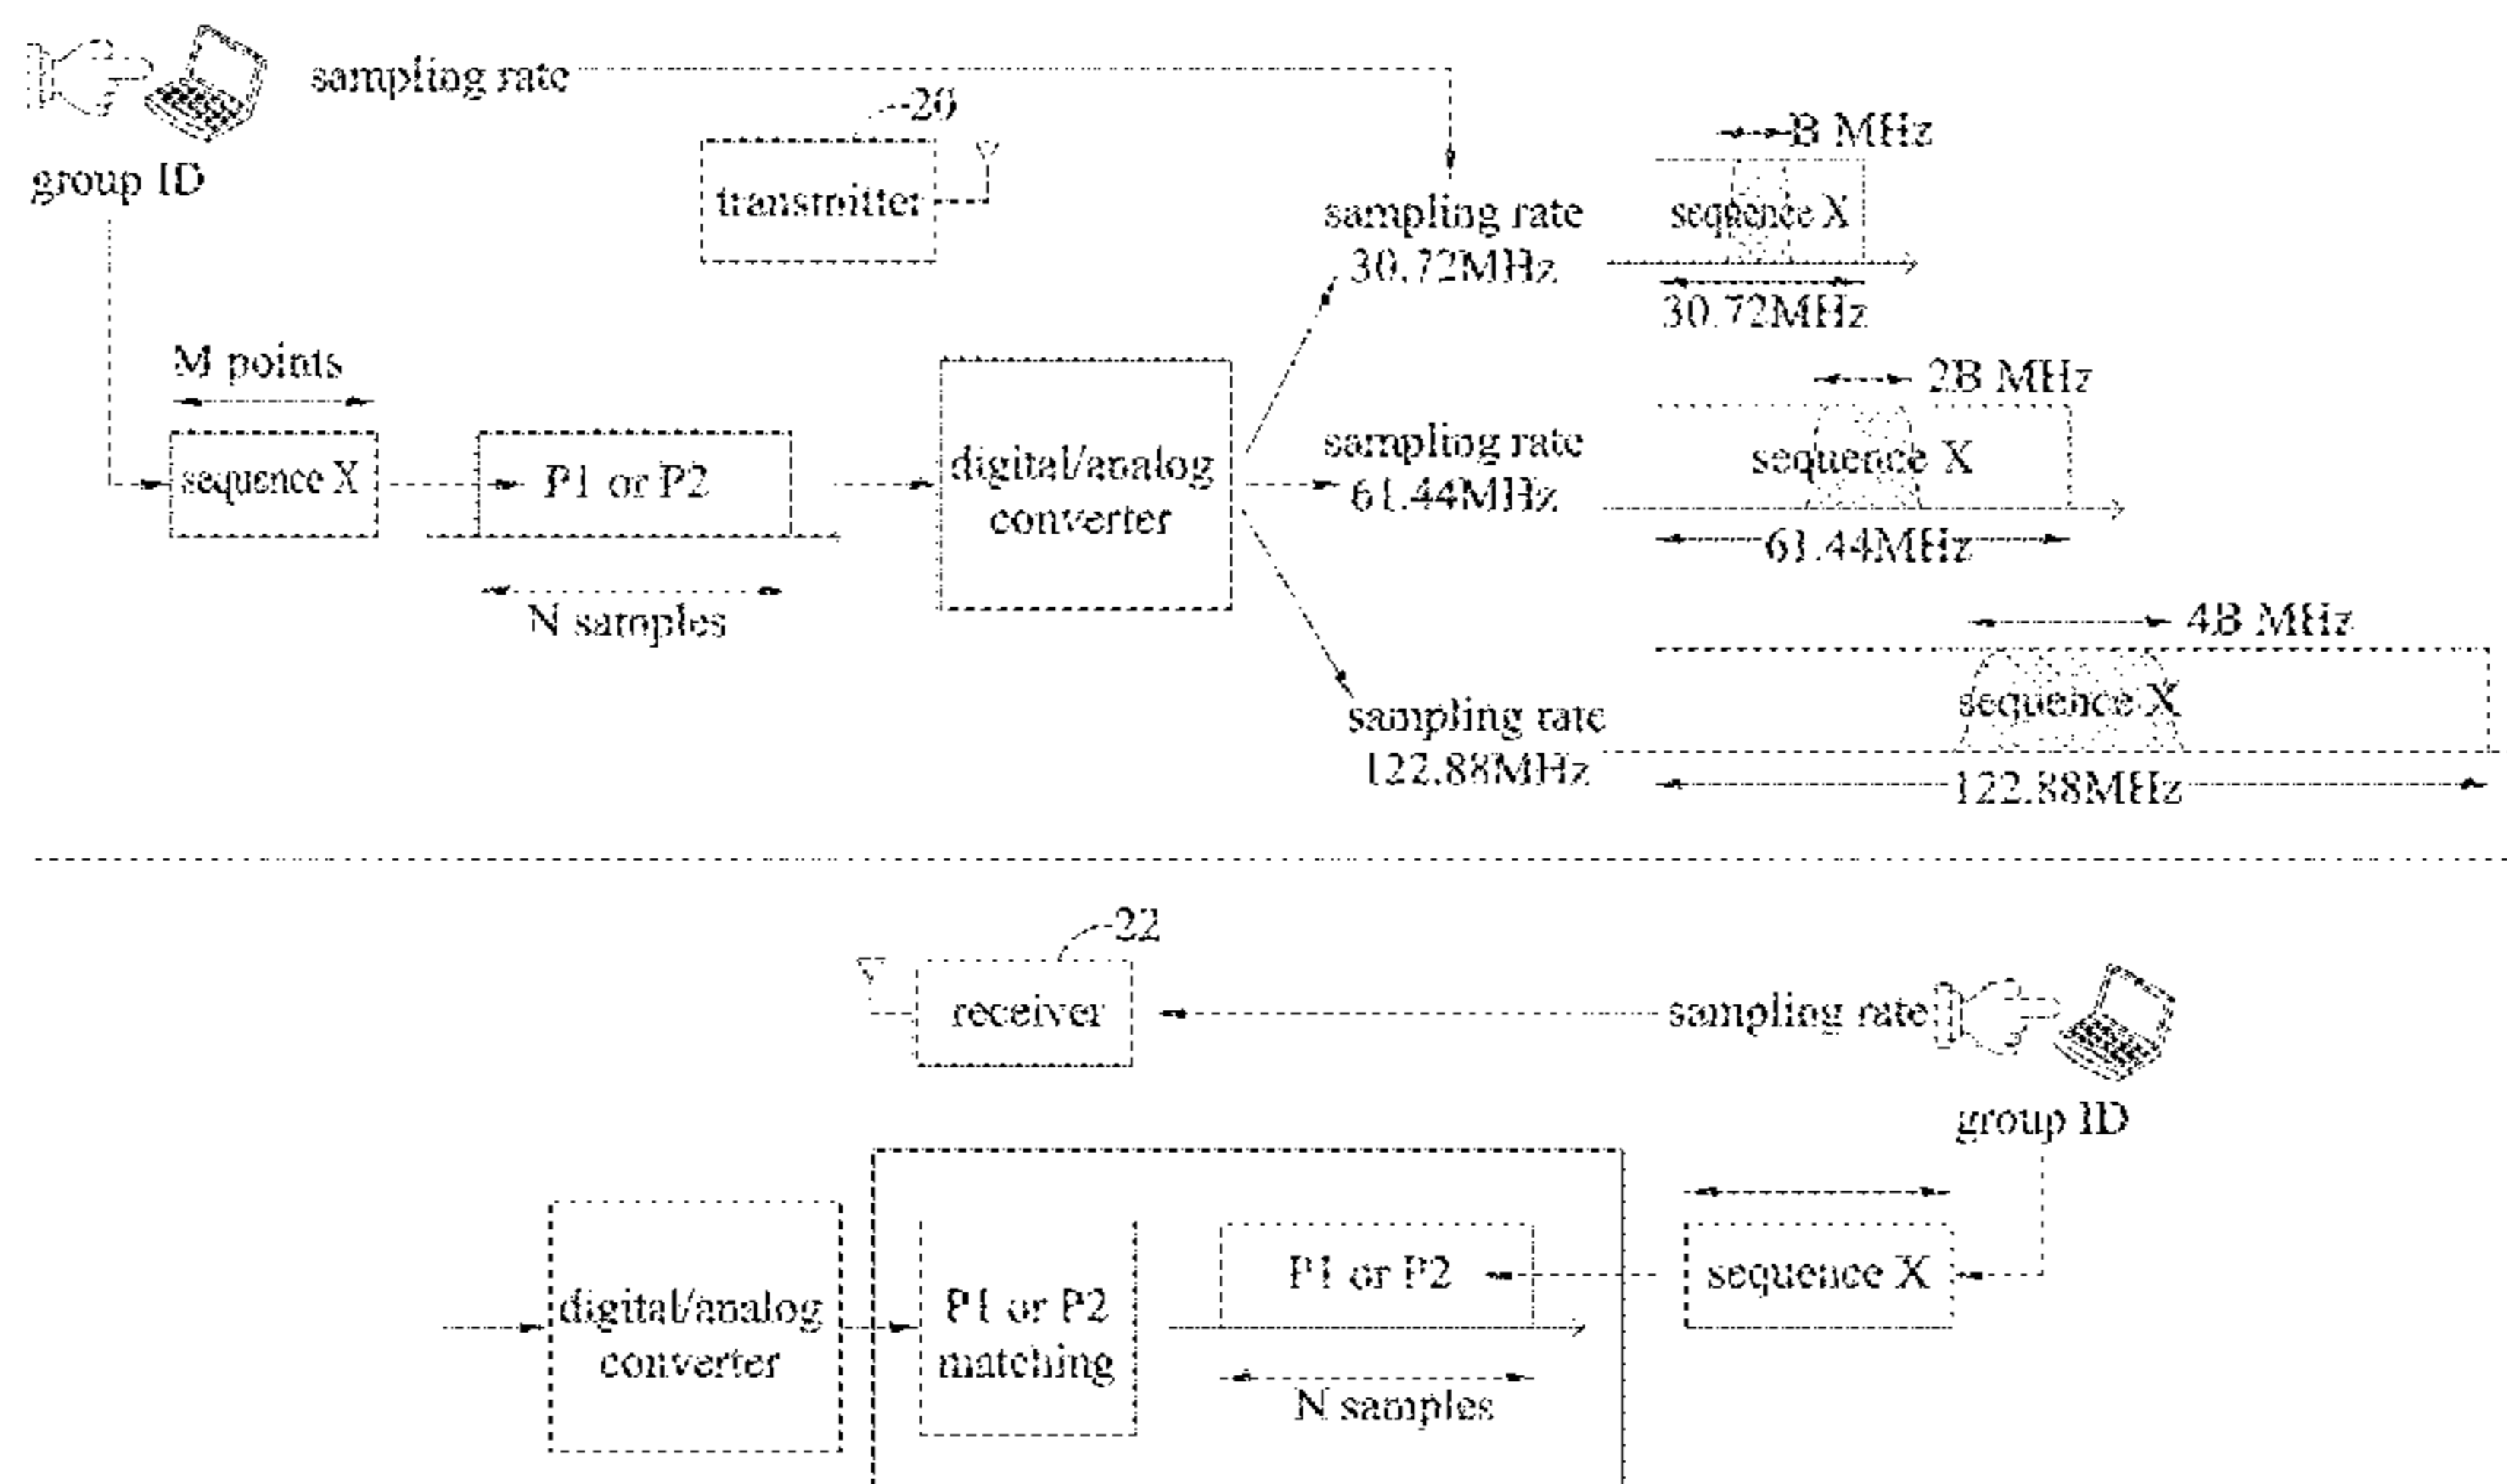 sampling rate
20
B MHz
group ID
transmitter
sampling rate
30.72MHz
sequence X
30.72MHz
M points
2B MHz
sequence X
P1 or P2
digital/analog
converter
sampling rate
61.44MHz
sequence X
61.44MHz
N samples
4B MHz
sampling rate
122.88MHz
sequence X
122.88MHz
22
receiver
sampling rate
group ID
digital/analog
converter
P1 or P2
matching
P1 or P2
sequence X
N samples